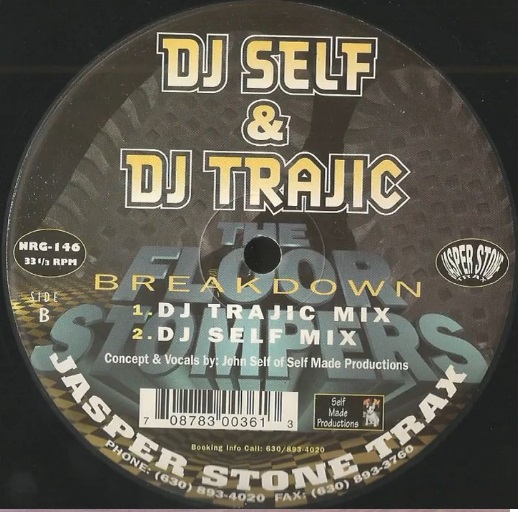 DJ SELF
&
DJ TRAJIC
THE
FLOOR
STOMPERS
NRG-146
33 1/3 RPM
JASPER STONE
TRAX
BREAKDOWN
SIDE
B
1. DJ TRAJIC MIX
2. DJ SELF MIX
Concept & Vocals by: John Self of Self Made Productions
7 08783 00361 3
Self
Made
Productions
Booking Info Call: 630/893-4020
JASPER STONE TRAX
PHONE: (630) 893-4020 FAX: (630) 893-3760